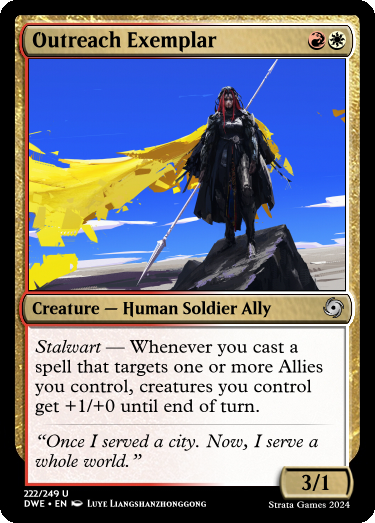 Outreach Exemplar
Creature — Human Soldier Ally
Stalwart — Whenever you cast a
spell that targets one or more Allies
you control, creatures you control
get +1/+0 until end of turn.
“Once I served a city. Now, I serve a
whole world.”
3/1
222/249 U
DWE • EN Luye Liangshanzhonggong
Strata Games 2024